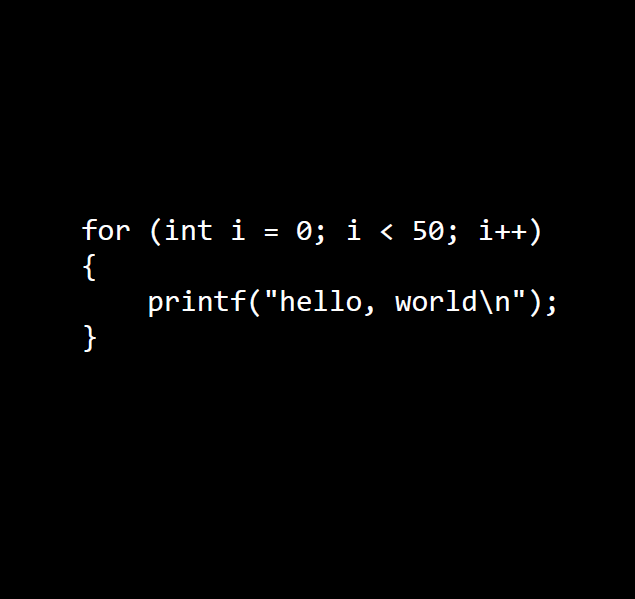 for (int i = 0; i < 50; i++)
{
    printf("hello, world\n");
}